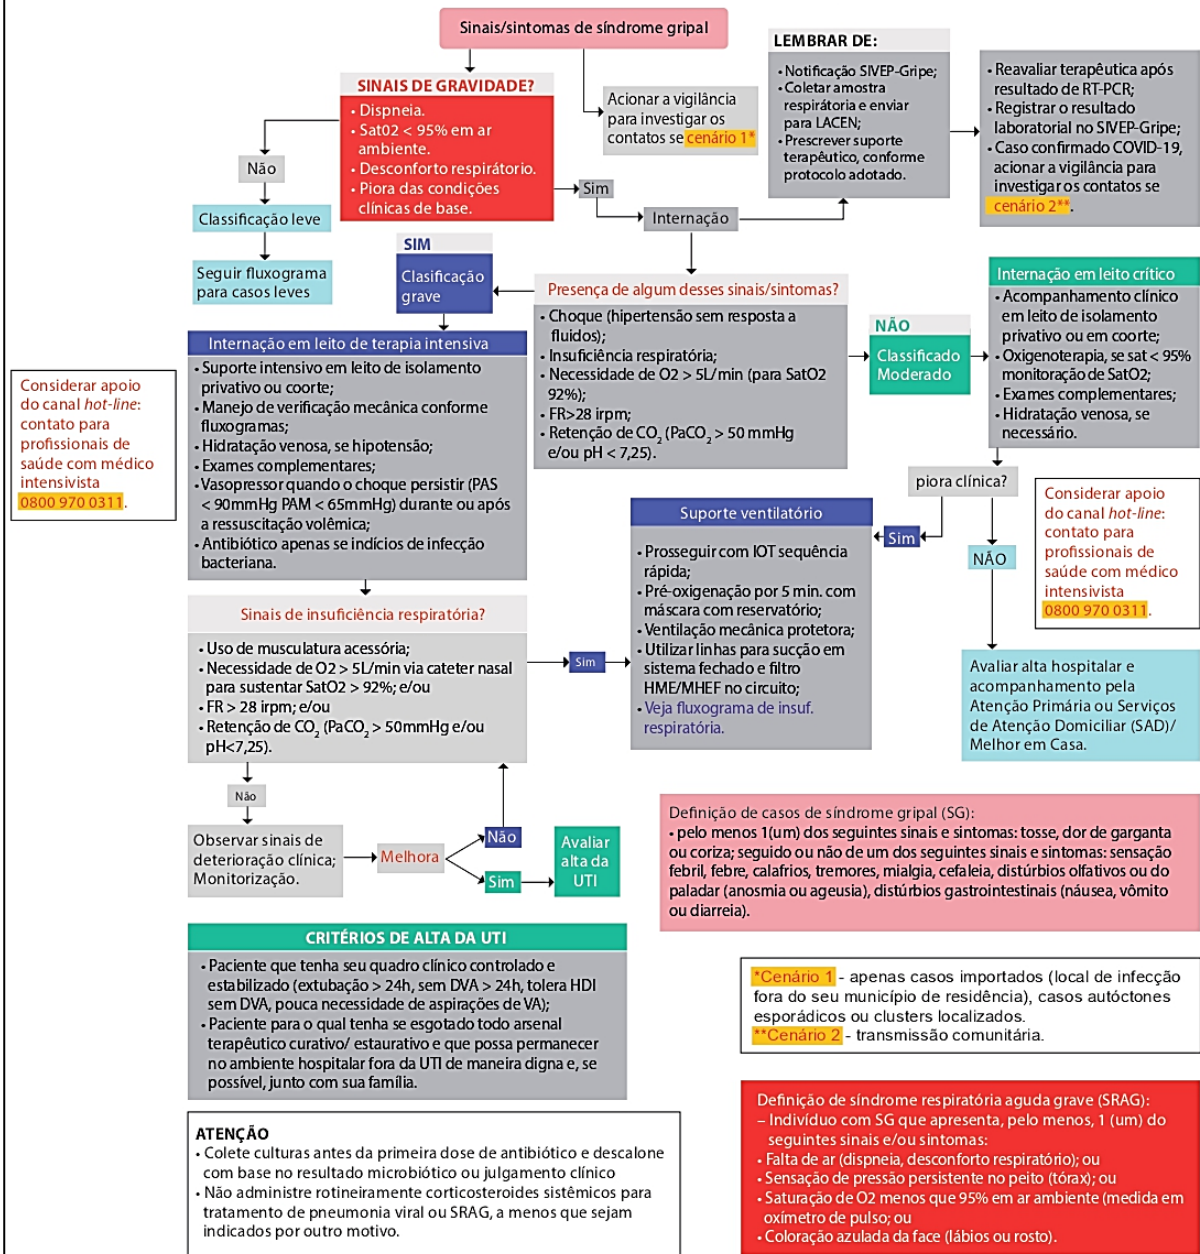 Sinais/sintomas de síndrome gripal
SINAIS DE GRAVIDADE?
• Dispneia.
• Sat02 < 95% em ar
ambiente.
• Desconforto respirátorio.
• Piora das condições
clínicas de base.
Acionar a vigilância
para investigar os
contatos se cenário 1*
LEMBRAR DE:
• Notificação SIVEP-Gripe;
• Coletar amostra
respirátoria e enviar
para LACEN;
• Prescrever suporte
terapêutico, conforme
protocolo adotado.
• Reavaliar terapêutica após
resultado de RT-PCR;
• Registrar o resultado
laboratorial no SIVEP-Gripe;
• Caso confirmado COVID-19,
acionar a vigilância para
investigar os contatos se
cenário 2**.
Não
Sim
Internação
Classificação leve
Seguir fluxograma
para casos leves
SIM
Clasificação
grave
Presença de algum desses sinais/sintomas?
• Choque (hipertensão sem resposta a
fluidos);
• Insuficiência respiratória;
• Necessidade de O2 > 5L/min (para SatO2
92%);
• FR>28 irpm;
• Retenção de CO₂ (PaCO₂ > 50 mmHg
e/ou pH < 7,25).
NÃO
Classificado
Moderado
Internação em leito crítico
• Acompanhamento clínico
em leito de isolamento
privativo ou em coorte;
• Oxigenoterapia, se sat < 95%
monitoração de SatO2;
• Exames complementares;
• Hidratação venosa, se
necessário.
Internação em leito de terapia intensiva
• Suporte intensivo em leito de isolamento
privativo ou coorte;
• Manejo de verificação mecânica conforme
fluxogramas;
• Hidratação venosa, se hipotensão;
• Exames complementares;
• Vasopressor quando o choque persistir (PAS
< 90mmHg PAM < 65mmHg) durante ou após
a ressuscitação volêmica;
• Antibiótico apenas se indícios de infecção
bacteriana.
Considerar apoio
do canal hot-line:
contato para
profissionais de
saúde com médico
intensivista
0800 970 0311.
piora clínica?
Sim
NÃO
Considerar apoio
do canal hot-line:
contato para
profissionais de
saúde com médico
intensivista
0800 970 0311.
Suporte ventilatório
• Prosseguir com IOT sequência
rápida;
• Pré-oxigenação por 5 min. com
máscara com reservatório;
• Ventilação mecânica protetora;
• Utilizar linhas para sucção em
sistema fechado e filtro
HME/MHEF no circuito;
• Veja fluxograma de insuf.
respiratória.
Sinais de insuficiência respiratória?
• Uso de musculatura acessória;
• Necessidade de O2 > 5L/min via cateter nasal
para sustentar SatO2 > 92%; e/ou
• FR > 28 irpm; e/ou
• Retenção de CO₂ (PaCO₂ > 50mmHg e/ou
pH<7,25).
Sim
Avaliar alta hospitalar e
acompanhamento pela
Atenção Primária ou Serviços
de Atenção Domiciliar (SAD)/
Melhor em Casa.
Não
Observar sinais de
deterioração clínica;
Monitorização.
Melhora
Não
Sim
Avaliar
alta da
UTI
Definição de casos de síndrome gripal (SG):
• pelo menos 1(um) dos seguintes sinais e sintomas: tosse, dor de garganta
ou coriza; seguido ou não de um dos seguintes sinais e sintomas: sensação
febril, febre, calafrios, tremores, mialgia, cefaleia, distúrbios olfativos ou do
paladar (anosmia ou ageusia), distúrbios gastrointestinais (náusea, vômito
ou diarreia).
CRITÉRIOS DE ALTA DA UTI
• Paciente que tenha seu quadro clínico controlado e
estabilizado (extubação > 24h, sem DVA > 24h, tolera HDI
sem DVA, pouca necessidade de aspirações de VA);
• Paciente para o qual tenha se esgotado todo arsenal
terapêutico curativo/ estaurativo e que possa permanecer
no ambiente hospitalar fora da UTI de maneira digna e, se
possível, junto com sua família.
*Cenário 1 - apenas casos importados (local de infecção
fora do seu município de residência), casos autóctones
esporádicos ou clusters localizados.
**Cenário 2 - transmissão comunitária.
ATENÇÃO
• Colete culturas antes da primeira dose de antibiótico e descalone
com base no resultado microbiótico ou julgamento clínico
• Não administre rotineiramente corticosteroides sistêmicos para
tratamento de pneumonia viral ou SRAG, a menos que sejam
indicados por outro motivo.
Definição de síndrome respiratória aguda grave (SRAG):
– Indivíduo com SG que apresenta, pelo menos, 1 (um) do
seguintes sinais e/ou sintomas:
• Falta de ar (dispneia, desconforto respiratório); ou
• Sensação de pressão persistente no peito (tórax); ou
• Saturação de O2 menos que 95% em ar ambiente (medida em
oxímetro de pulso; ou
• Coloração azulada da face (lábios ou rosto).